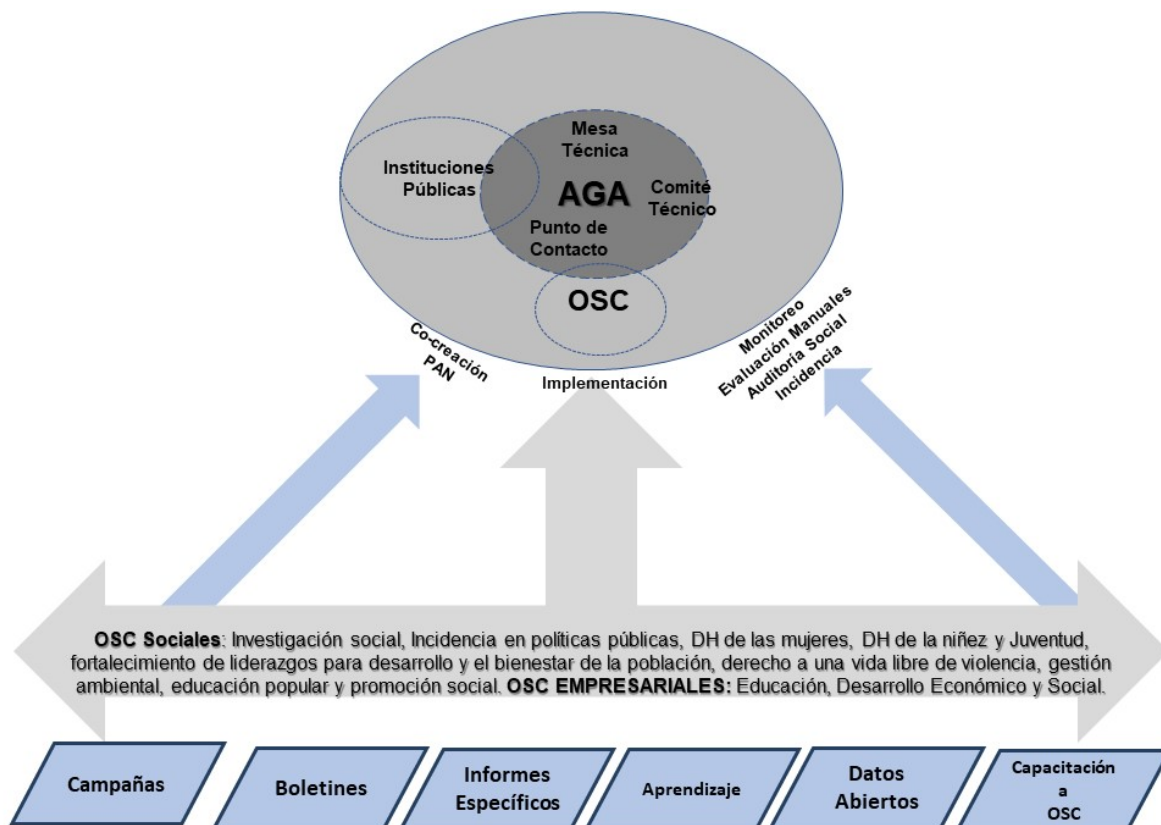 Mesa
Técnica
Instituciones
Públicas
AGA
Comité
Técnico
Punto de
Contacto
OSC
Co-creación
PAN
Implementación
Monitoreo
Evaluación Manuales
Auditoría Social
Incidencia
OSC Sociales: Investigación social, Incidencia en políticas públicas, DH de las mujeres, DH de la niñez y Juventud,
fortalecimiento de liderazgos para desarrollo y el bienestar de la población, derecho a una vida libre de violencia, gestión
ambiental, educación popular y promoción social. OSC EMPRESARIALES: Educación, Desarrollo Económico y Social.
Campañas
Boletines
Informes
Específicos
Aprendizaje
Datos
Abiertos
Capacitación
a
OSC